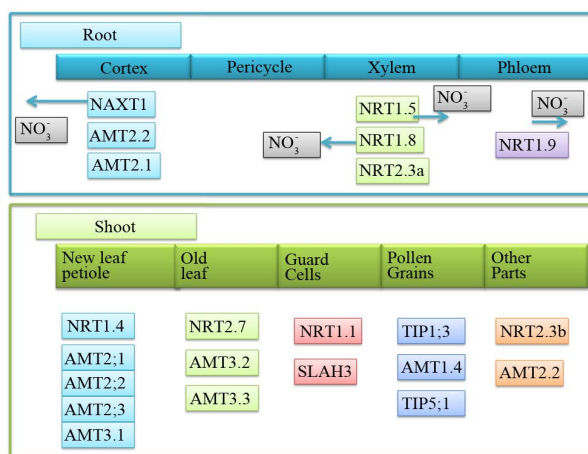 Root
Cortex Pericycle Xylem Phloem
NAXT1
AMT2.2
AMT2.1
NO3-
NO3-
NRT1.5
NRT1.8
NRT2.3a
NO3-
NO3-
NRT1.9
Shoot
New leaf
petiole
Old
leaf
Guard
Cells
Pollen
Grains
Other
Parts
NRT1.4
AMT2;1
AMT2;2
AMT2;3
AMT3.1
NRT2.7
AMT3.2
AMT3.3
NRT1.1
SLAH3
TIP1;3
AMT1.4
TIP5;1
NRT2.3b
AMT2.2